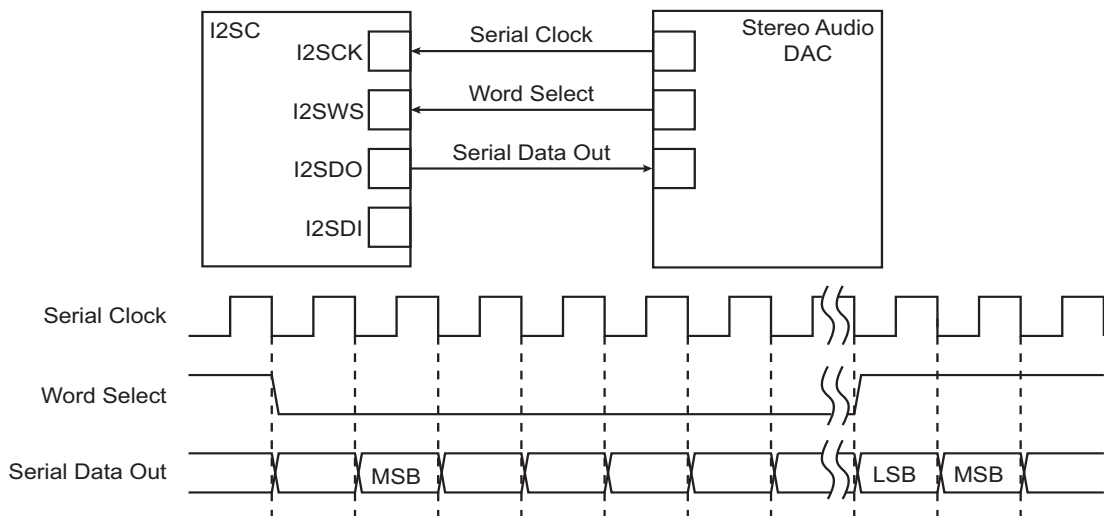 I2SC
Stereo Audio
DAC
I2SCK
Serial Clock
I2SWS
Word Select
I2SDO
Serial Data Out
I2SDI
Serial Clock
Word Select
Serial Data Out
MSB
LSB
MSB